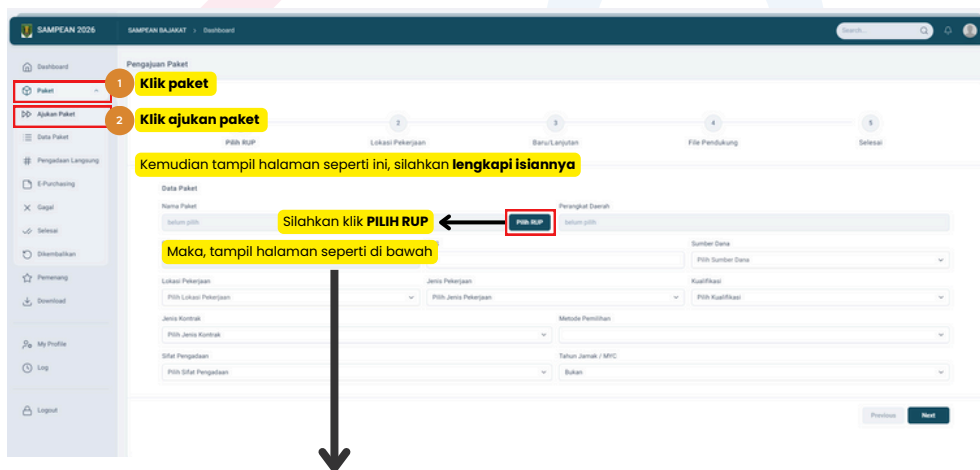 SAMPEAN 2026
SAMPEAN BAJAKAT > Dashboard
Search...
Dashboard
Paket
Ajukan Paket
Data Paket
Pengadaan Langsung
E-Purchasing
Gagal
Selesai
Dikembalikan
Pemenang
Download
My Profile
Log
Logout
Pengajuan Paket
1 Klik paket
2 Klik ajukan paket
2 3 4 5
Pilih RUP Lokasi Pekerjaan Baru/Lanjutan File Pendukung Selesai
Kemudian tampil halaman seperti ini, silahkan lengkapi isiannya
Data Paket
Nama Paket Perangkat Daerah
belum pilih Silahkan klik PILIH RUP Pilih RUP belum pilih
Maka, tampil halaman seperti di bawah Sumber Dana
Pilih Sumber Dana
Lokasi Pekerjaan Jenis Pekerjaan Kualifikasi
Pilih Lokasi Pekerjaan Pilih Jenis Pekerjaan Pilih Kualifikasi
Jenis Kontrak Metode Pemilihan
Pilih Jenis Kontrak
Sifat Pengadaan Tahun Jamak / MYC
Pilih Sifat Pengadaan Bukan
Previous Next